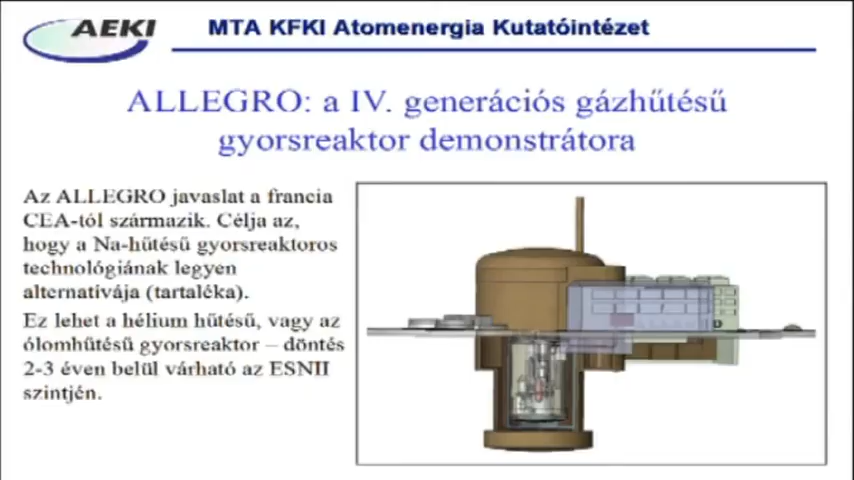 AEKI
MTA KFKI Atomenergia Kutatóintézet
ALLEGRO: a IV. generációs gázhűtésű
gyorsreaktor demonstrátora
Az ALLEGRO javaslat a francia
CEA-tól származik. Célja az,
hogy a Na-hűtésű gyorsreaktoros
technológiának legyen
alternatívája (tartaléka).
Ez lehet a hélium hűtésű, vagy az
ólomhűtésű gyorsreaktor – döntés
2-3 éven belül várható az ESNII
szintjén.